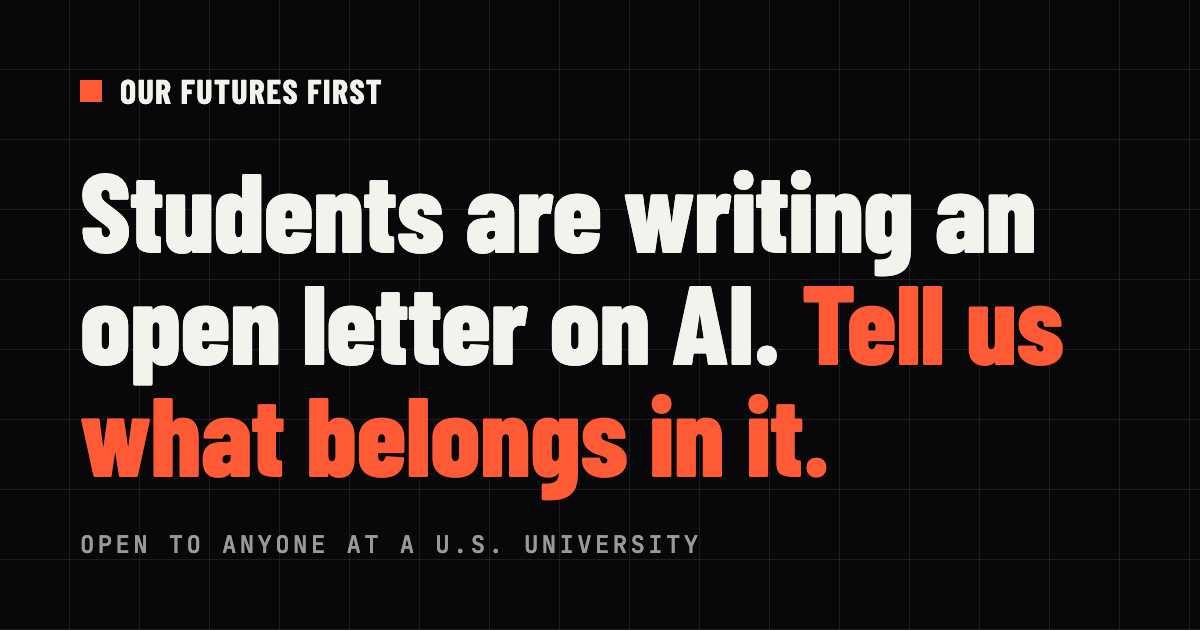 OUR FUTURES FIRST
Students are writing an
open letter on AI. Tell us
what belongs in it.
OPEN TO ANYONE AT A U.S. UNIVERSITY